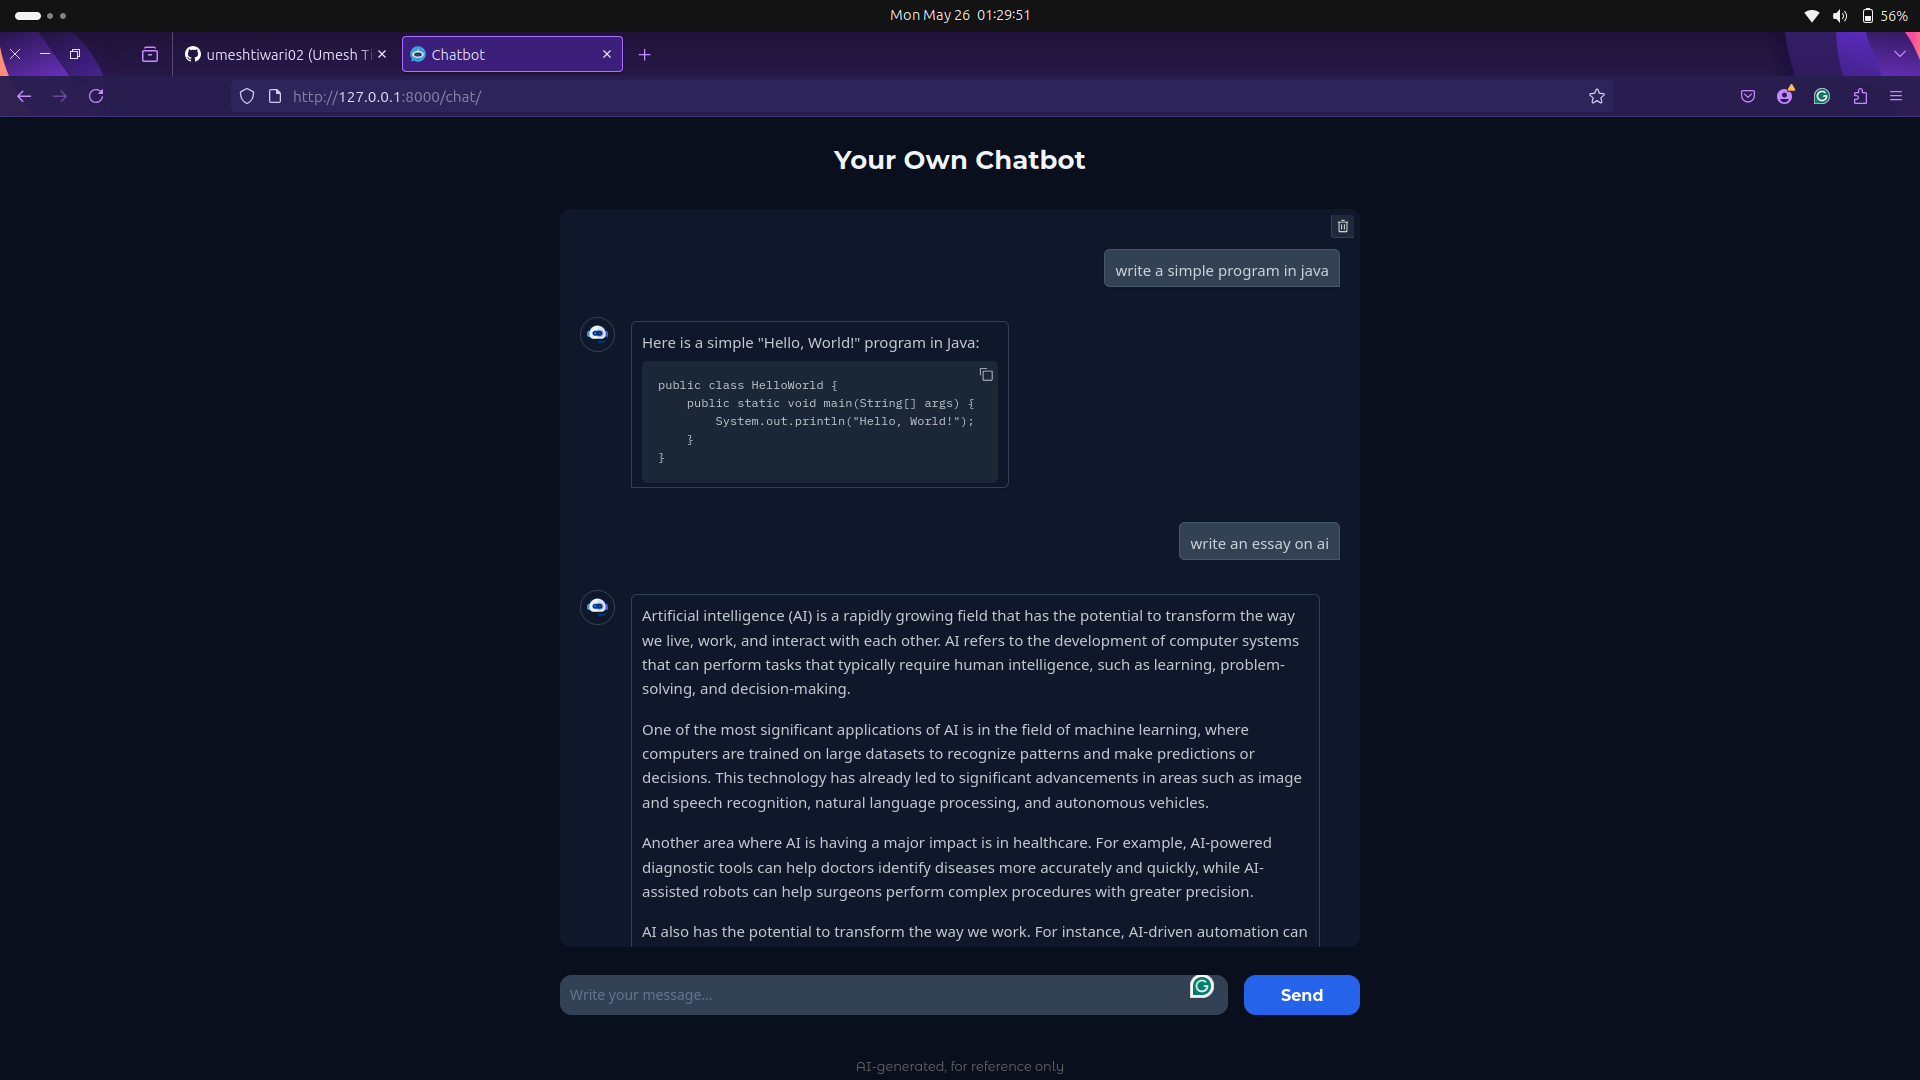 Mon May 26 01:29:51
56%
umeshtiwari02 (Umesh Ti
Chatbot
http://127.0.0.1:8000/chat/
Your Own Chatbot
write a simple program in java
Here is a simple "Hello, World!" program in Java:
public class HelloWorld {
    public static void main(String[] args) {
        System.out.println("Hello, World!");
    }
}
write an essay on ai
Artificial intelligence (AI) is a rapidly growing field that has the potential to transform the way
we live, work, and interact with each other. AI refers to the development of computer systems
that can perform tasks that typically require human intelligence, such as learning, problem-
solving, and decision-making.
One of the most significant applications of AI is in the field of machine learning, where
computers are trained on large datasets to recognize patterns and make predictions or
decisions. This technology has already led to significant advancements in areas such as image
and speech recognition, natural language processing, and autonomous vehicles.
Another area where AI is having a major impact is in healthcare. For example, AI-powered
diagnostic tools can help doctors identify diseases more accurately and quickly, while AI-
assisted robots can help surgeons perform complex procedures with greater precision.
AI also has the potential to transform the way we work. For instance, AI-driven automation can
Write your message...
Send
AI-generated, for reference only